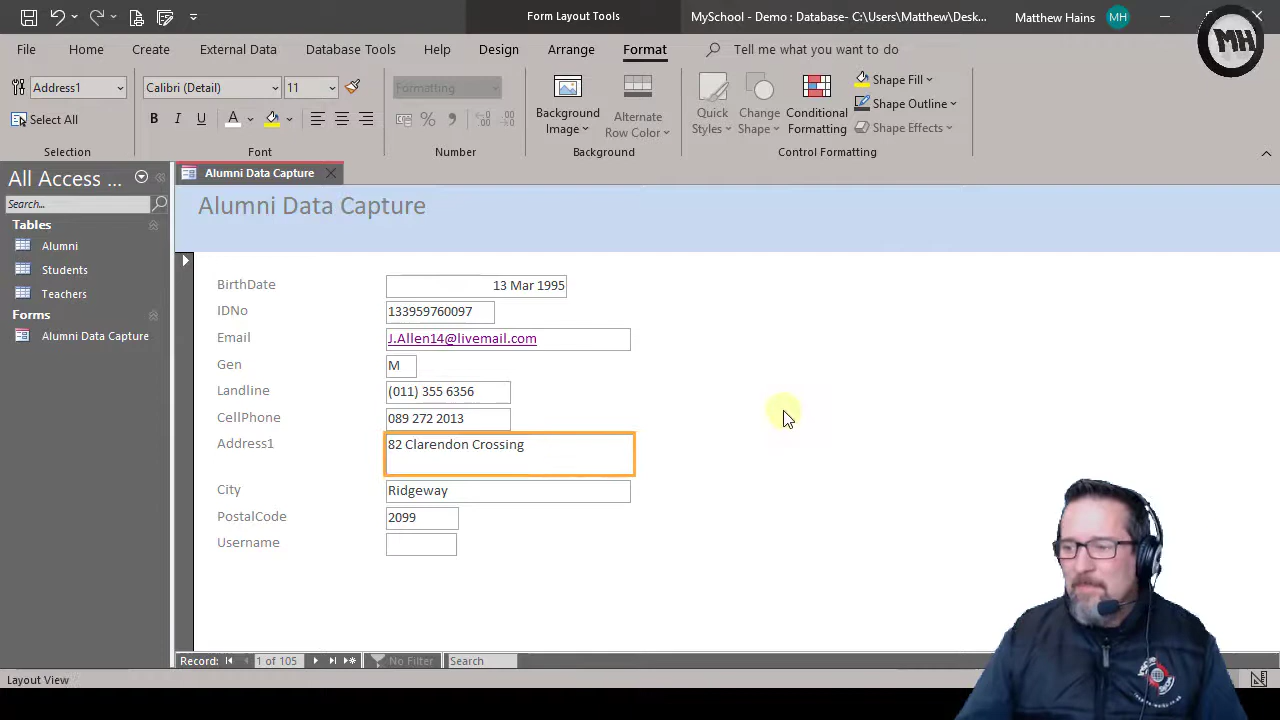 Form Layout Tools
MySchool - Demo : Database- C:\Users\Matthew\Desk...
Matthew Hains
MH
MH
File
Home
Create
External Data
Database Tools
Help
Design
Arrange
Format
Tell me what you want to do
Address1
Calibri (Detail)
11
Formatting
Background
Image
Alternate
Row Color
Quick
Styles
Change
Shape
Conditional
Formatting
Shape Fill
Shape Outline
Shape Effects
Select All
B
I
U
A
%
Selection
Font
Number
Background
Control Formatting
All Access ...
Search...
Tables
Alumni
Students
Teachers
Forms
Alumni Data Capture
Alumni Data Capture
Alumni Data Capture
BirthDate
13 Mar 1995
IDNo
133959760097
Email
J.Allen14@livemail.com
Gen
M
Landline
(011) 355 6356
CellPhone
089 272 2013
Address1
82 Clarendon Crossing
City
Ridgeway
PostalCode
2099
Username
Record:
1 of 105
No Filter
Search
Layout View